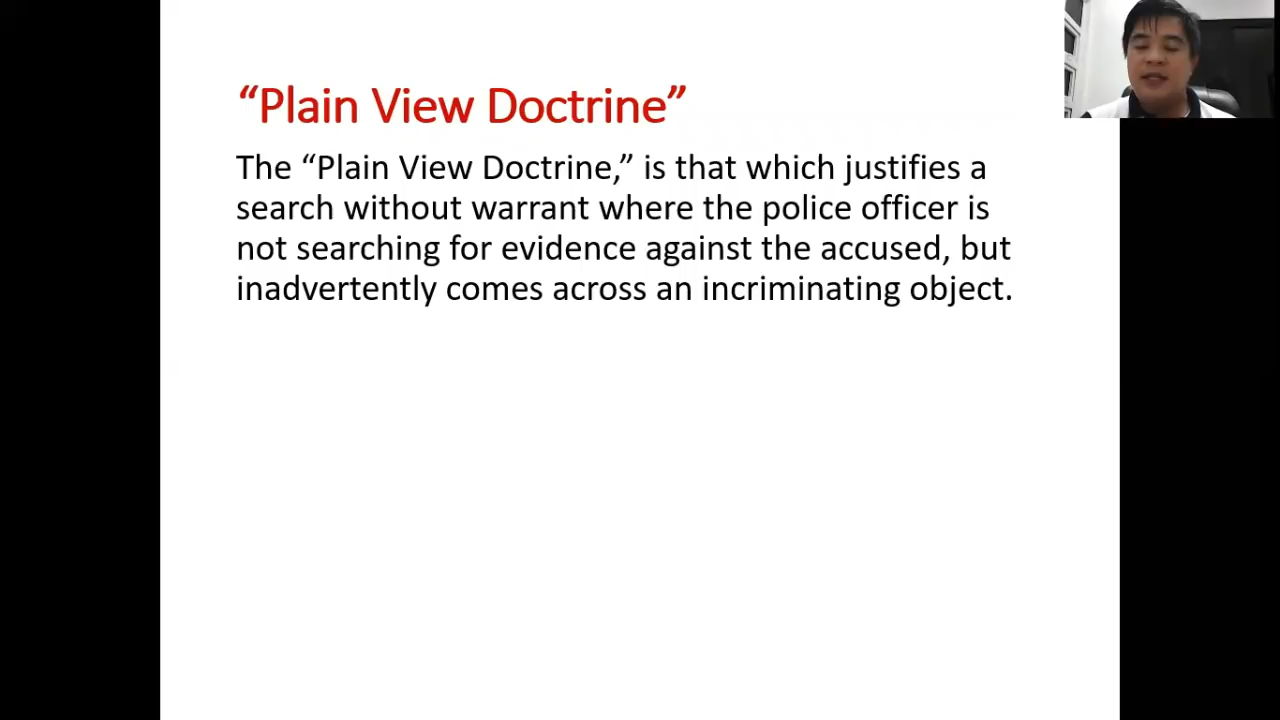 “Plain View Doctrine”
The “Plain View Doctrine,” is that which justifies a
search without warrant where the police officer is
not searching for evidence against the accused, but
inadvertently comes across an incriminating object.